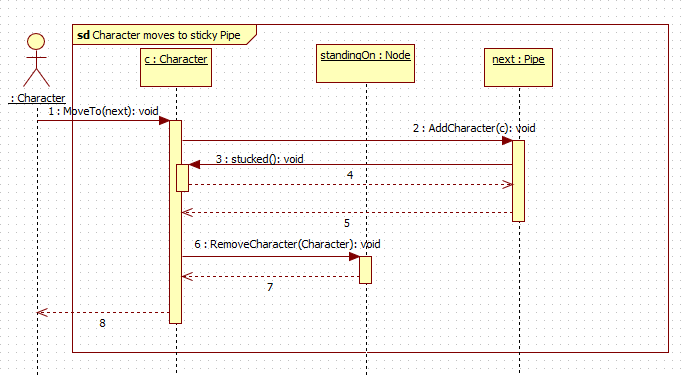 sd Character moves to sticky Pipe
c : Character
standingOn : Node
next : Pipe
: Character
1 : MoveTo(next): void
2 : AddCharacter(c): void
3 : stucked(): void
4
5
6 : RemoveCharacter(Character): void
7
8